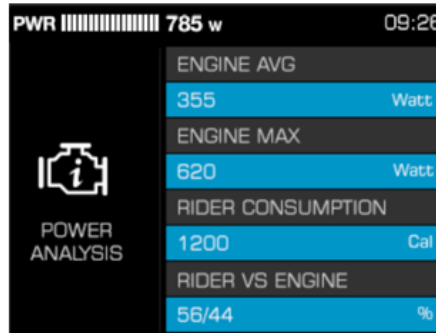 PWR 785 w 09:26
ENGINE AVG
355 Watt
ENGINE MAX
620 Watt
RIDER CONSUMPTION
1200 Cal
RIDER VS ENGINE
56/44 %
POWER
ANALYSIS